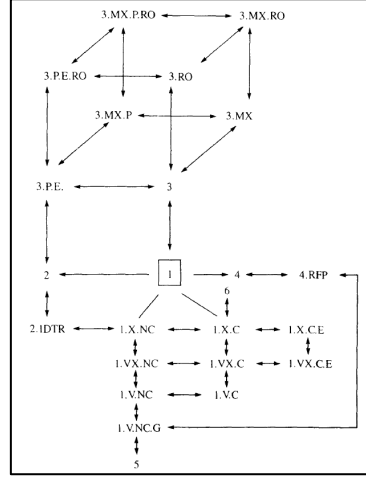 3.MX.P.RO 3.MX.RO
3.P.E.RO 3.RO
3.MX.P 3.MX
3.P.E. 3
2 1 4 4.RFP
6
2.1DTR 1.X.NC 1.X.C 1.X.C.E
1.VX.NC 1.VX.C 1.VX.C.E
1.V.NC 1.V.C
1.V.NC.G
5